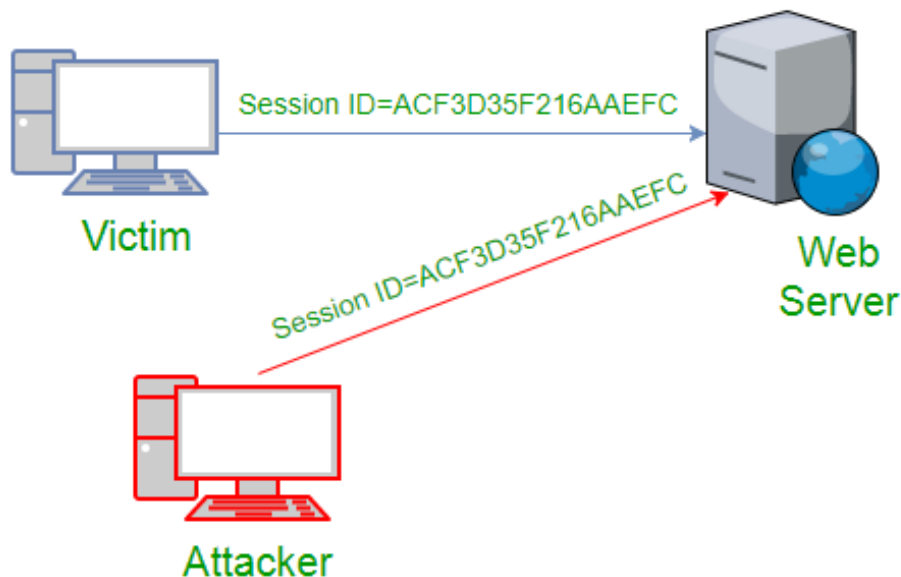 Session ID=ACF3D35F216AAEFC
Victim
Session ID=ACF3D35F216AAEFC
Web
Server
Attacker